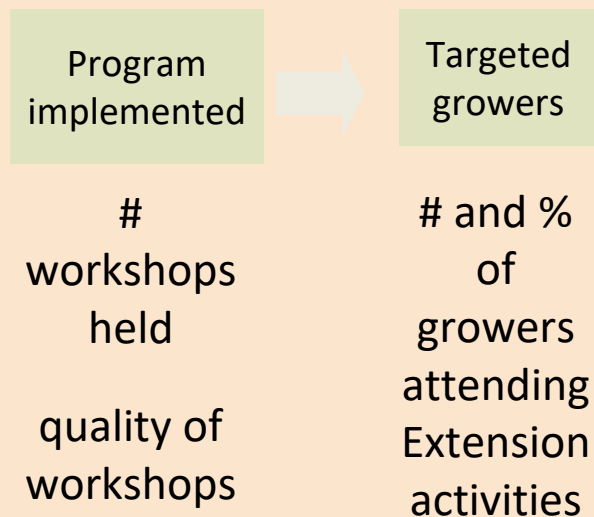 Program
implemented
#
workshops
held
quality of
workshops
Targeted
growers
# and %
of
growers
attending
Extension
activities